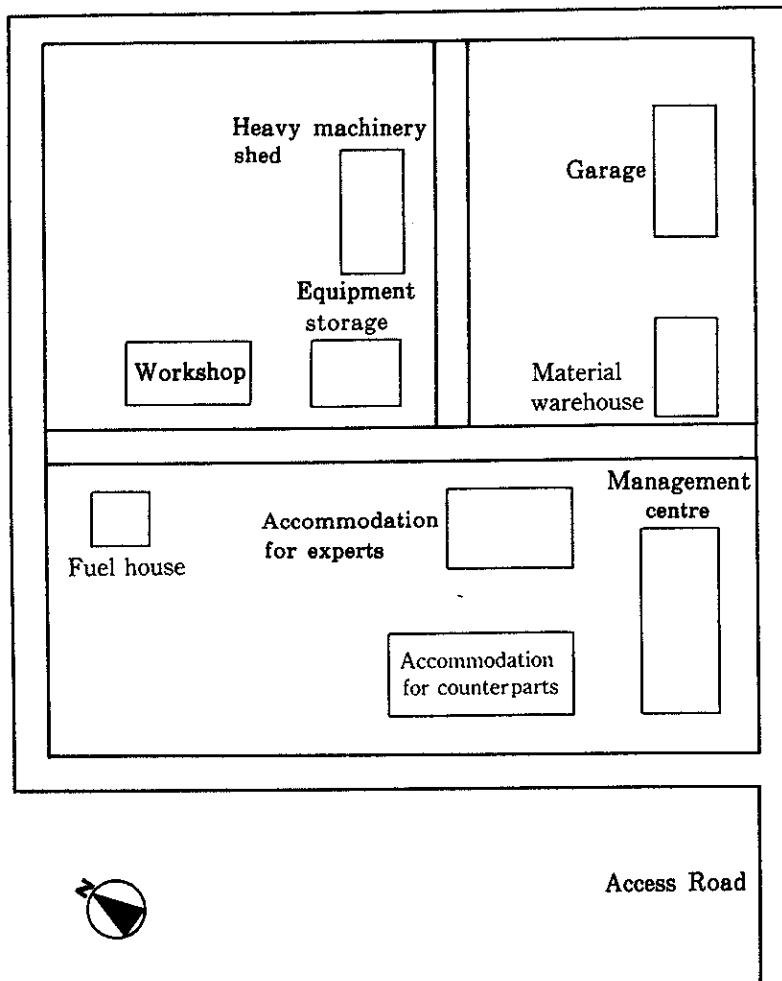 Heavy machinery
shed
Garage
Equipment
storage
Workshop
Material
warehouse
Management
centre
Accommodation
for experts
Fuel house
Accommodation
for counterparts
Access Road
N